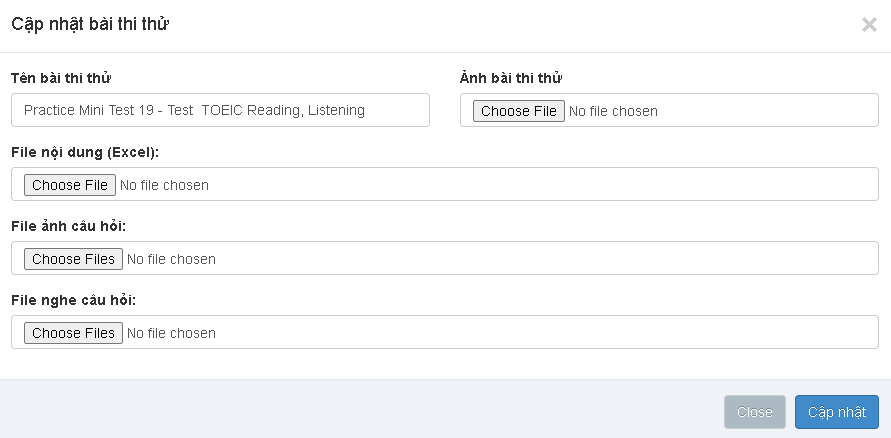 Cập nhật bài thi thử
×
Tên bài thi thử
Ảnh bài thi thử
Practice Mini Test 19 - Test  TOEIC Reading, Listening
Choose File No file chosen
File nội dung (Excel):
Choose File No file chosen
File ảnh câu hỏi:
Choose Files No file chosen
File nghe câu hỏi:
Choose Files No file chosen
Close
Cập nhật